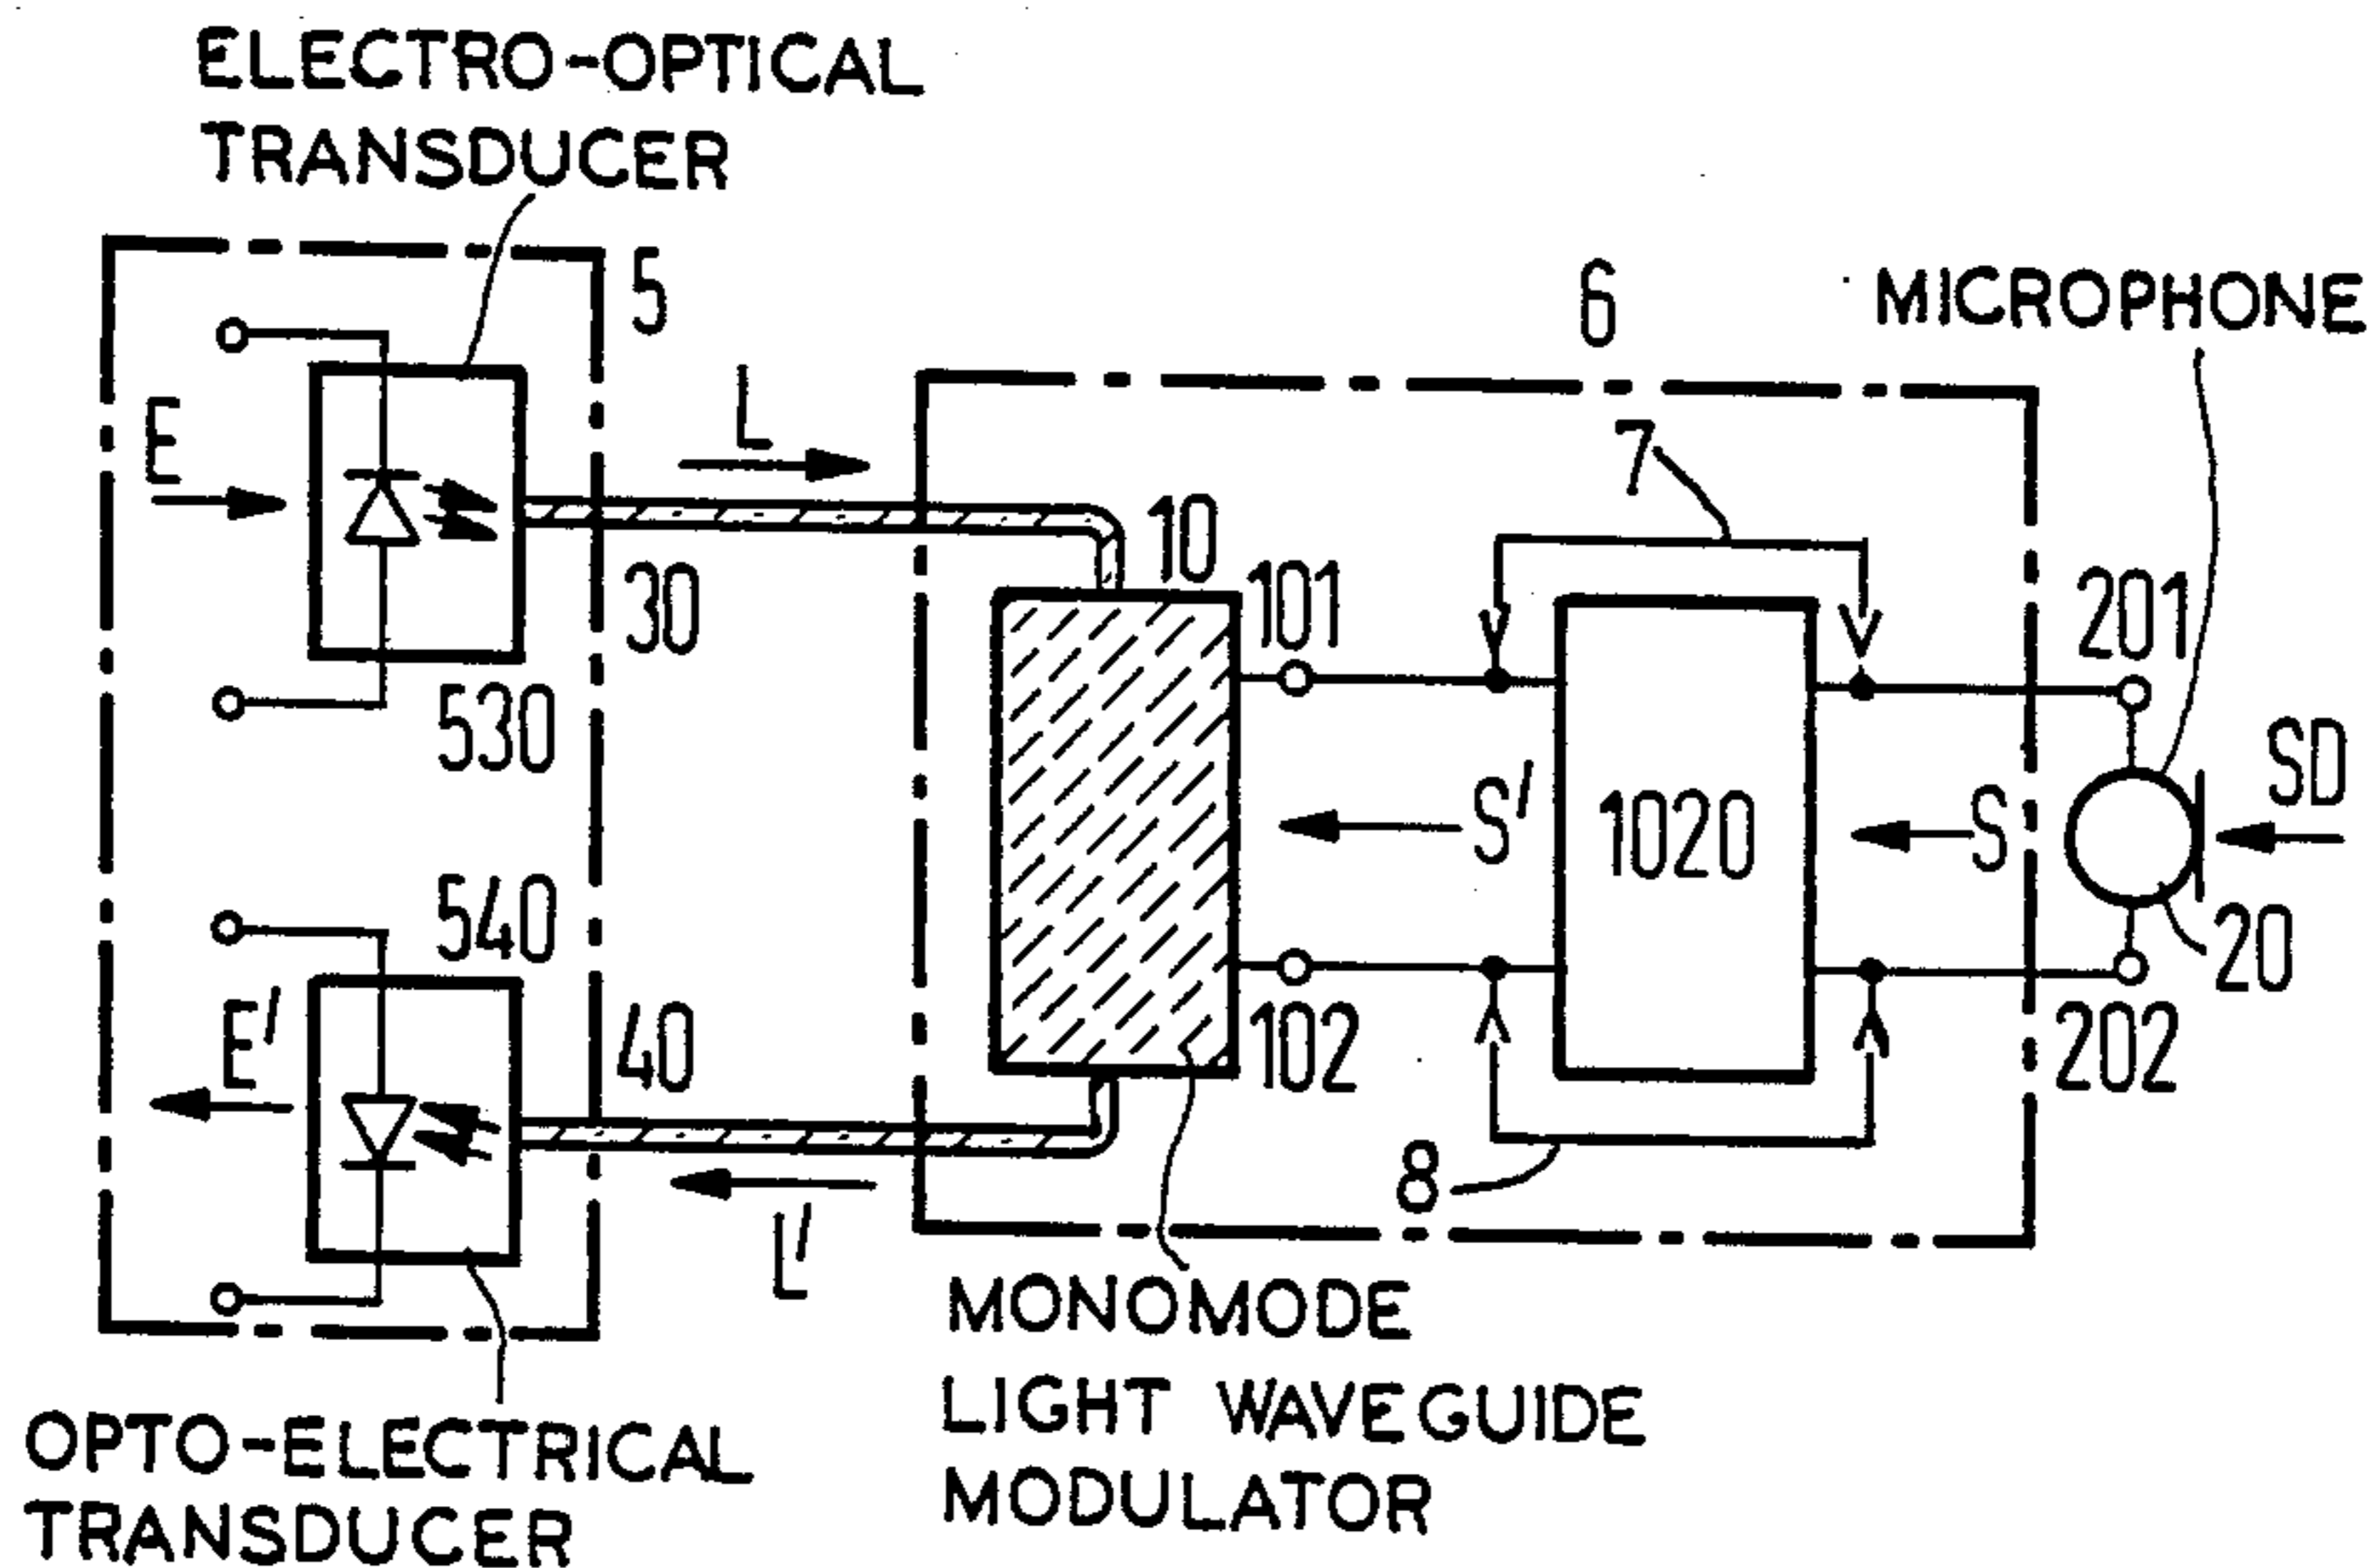 ELECTRO-OPTICAL
TRANSDUCER
5
6
MICROPHONE
E
L
7
10
101
201
30
530
S'
1020
S
SD
540
20
E'
40
102
202
8
L'
MONOMODE
LIGHT WAVEGUIDE
MODULATOR
OPTO-ELECTRICAL
TRANSDUCER